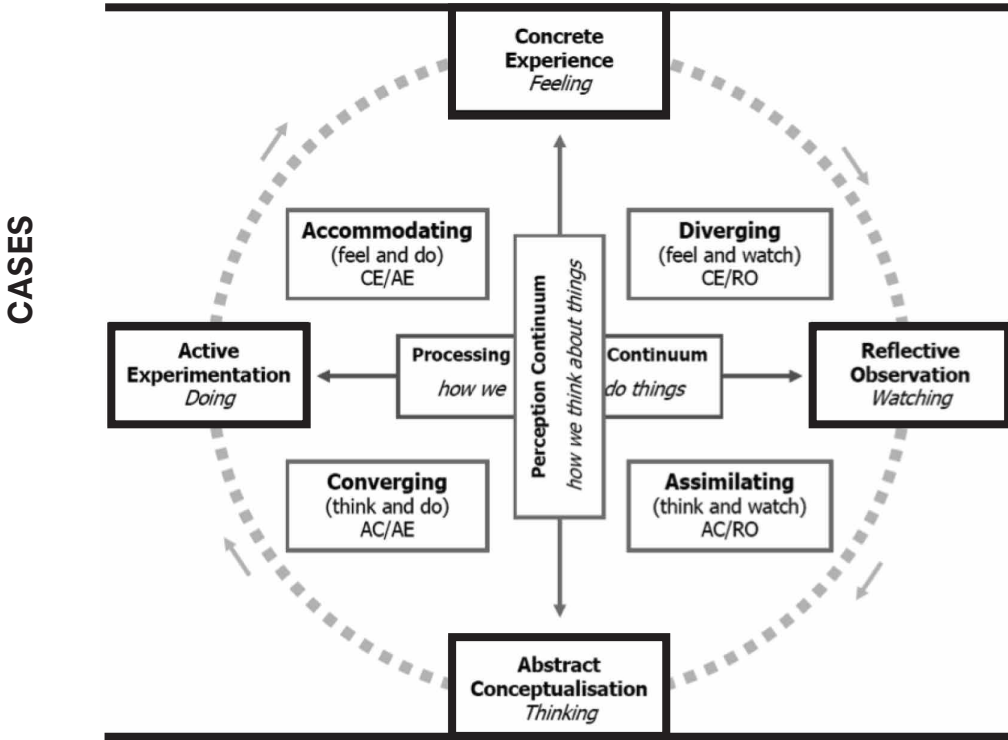 CASES
Concrete
Experience
Feeling
Accommodating
(feel and do)
CE/AE
Diverging
(feel and watch)
CE/RO
Perception Continuum
how we think about things
Active
Experimentation
Doing
Processing Continuum
how we do things
Reflective
Observation
Watching
Converging
(think and do)
AC/AE
Assimilating
(think and watch)
AC/RO
Abstract
Conceptualisation
Thinking